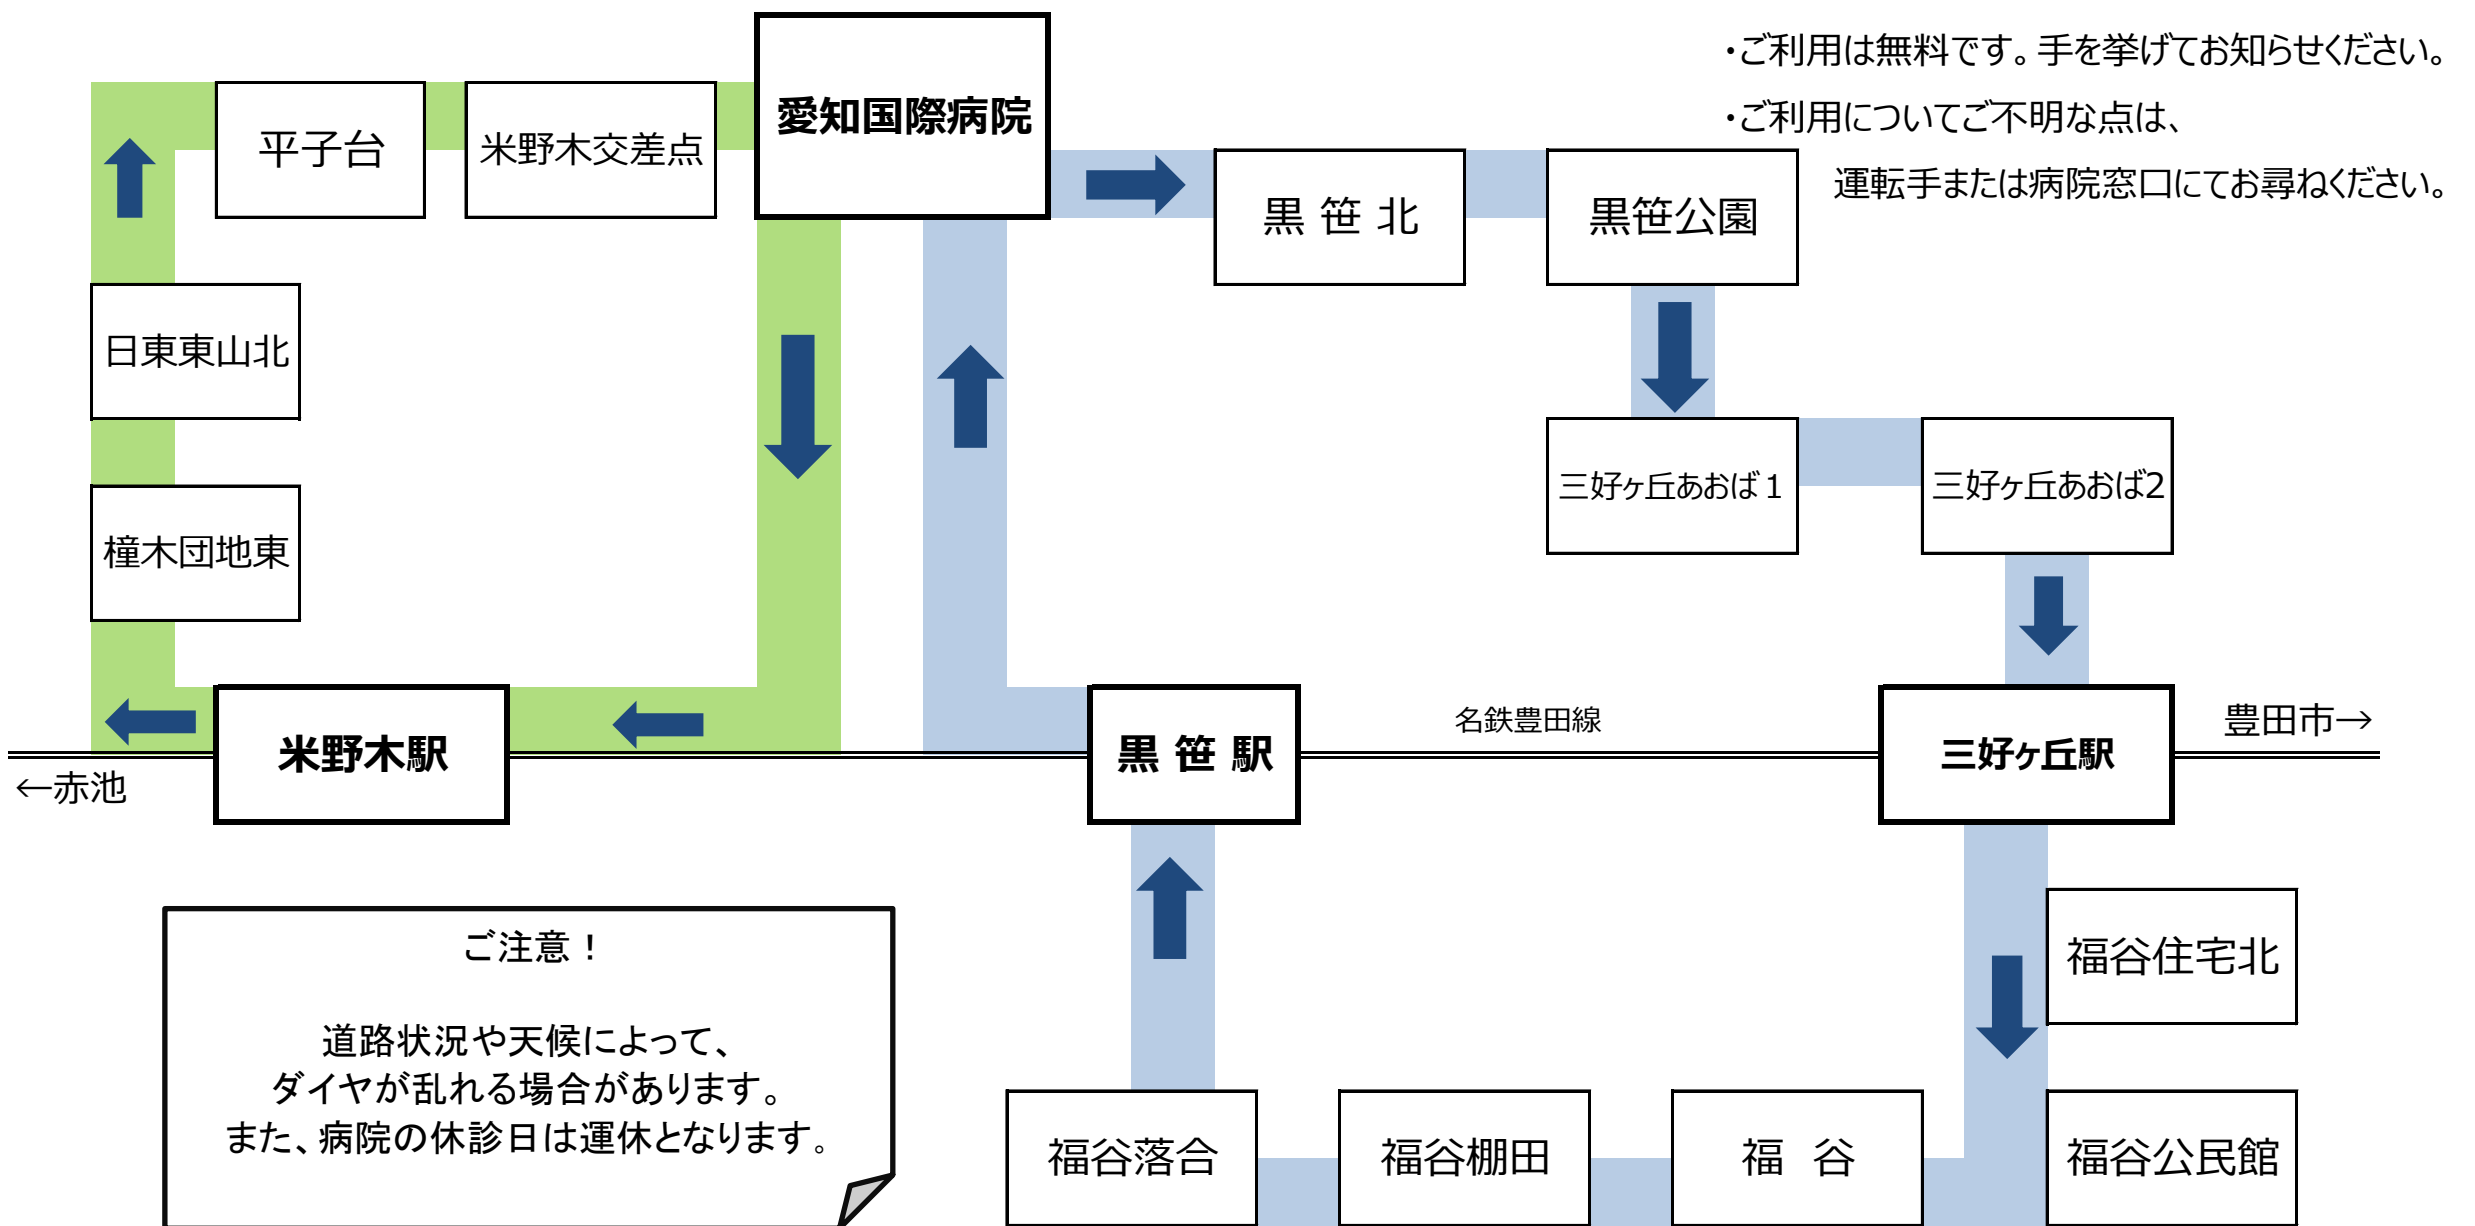 ・ご利用は無料です。手を挙げてお知らせください。
・ご利用についてご不明な点は、
運転手または病院窓口にてお尋ねください。
愛知国際病院
平子台
米野木交差点
黒 笹 北
黒笹公園
日東東山北
三好ヶ丘あおば1
三好ヶ丘あおば2
橦木団地東
名鉄豊田線
豊田市→
米野木駅
黒 笹 駅
三好ヶ丘駅
←赤池
ご注意！
道路状況や天候によって、
ダイヤが乱れる場合があります。
また、病院の休診日は運休となります。
福谷住宅北
福谷落合
福谷棚田
福 谷
福谷公民館